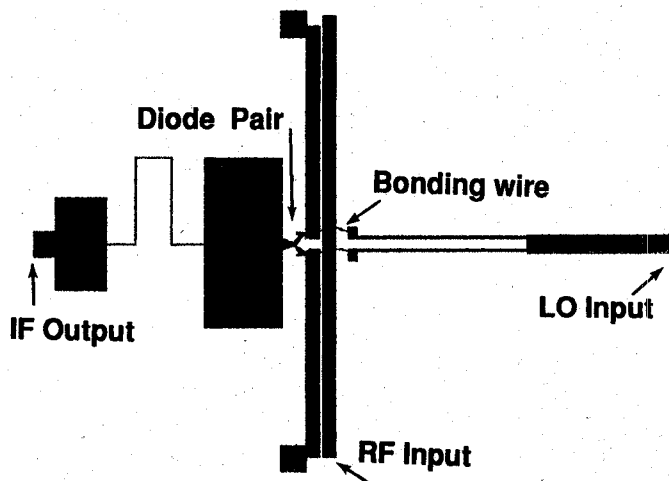 Diode Pair
Bonding wire
IF Output
LO Input
RF Input